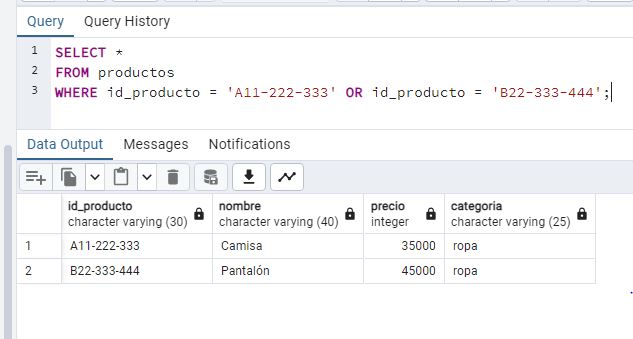 Query Query History
1 SELECT *
2 FROM productos
3 WHERE id_producto = 'A11-222-333' OR id_producto = 'B22-333-444';
Data Output Messages Notifications
id_producto nombre precio categoria
character varying (30) character varying (40) integer character varying (25)
1 A11-222-333 Camisa 35000 ropa
2 B22-333-444 Pantalón 45000 ropa